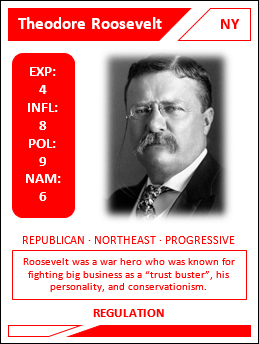 Theodore Roosevelt NY
EXP:
4
INFL:
8
POL:
9
NAM:
6
REPUBLICAN · NORTHEAST · PROGRESSIVE
Roosevelt was a war hero who was known for
fighting big business as a “trust buster”, his
personality, and conservationism.
REGULATION